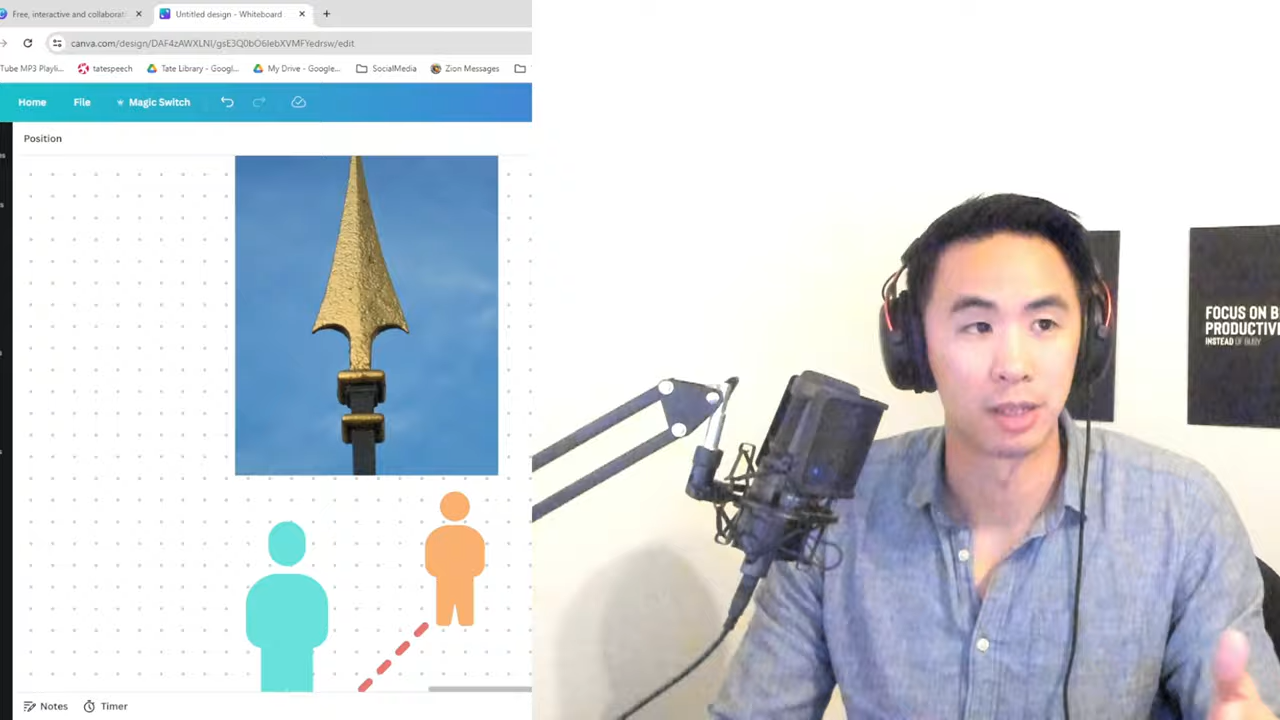 Free, interactive and collaborat
Untitled design - Whiteboard
canva.com/design/DAF4zAWXLNI/gsE3Q0bO6IebXVMFYedrsw/edit
Tube MP3 Playli...
tatespeech
Tate Library - Googl...
My Drive - Google...
SocialMedia
Zion Messages
Home
File
Magic Switch
Position
FOCUS ON B
PRODUCTIV
INSTEAD OF BUSY
Notes
Timer